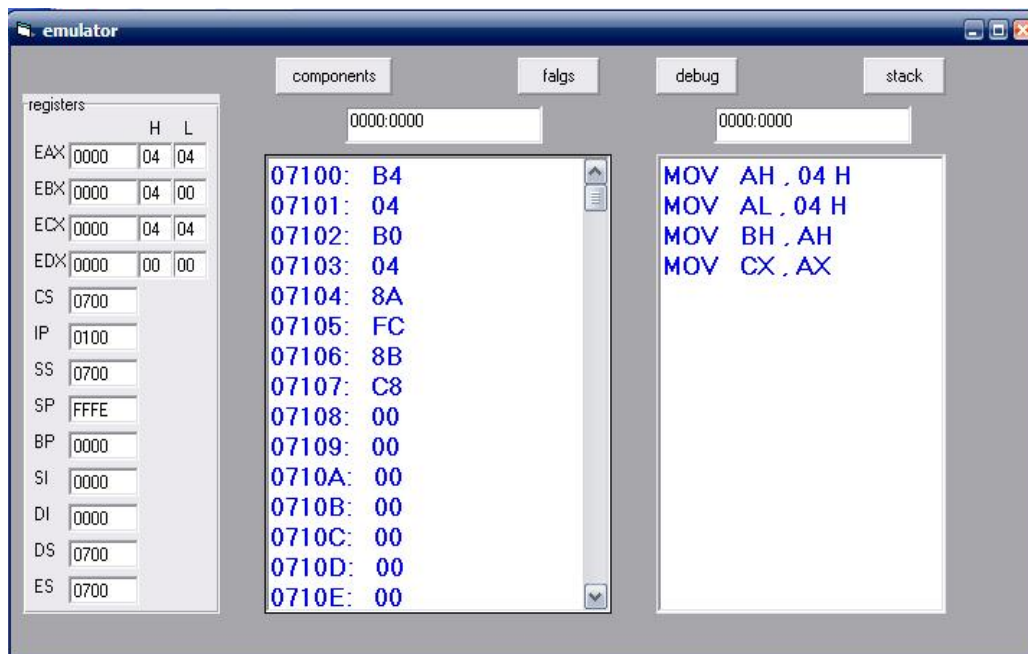 emulator
components falgs debug stack
registers
0000:0000 0000:0000
H L
EAX 0000 04 04
EBX 0000 04 00
ECX 0000 04 04
EDX 0000 00 00
CS 0700
IP 0100
SS 0700
SP FFFE
BP 0000
SI 0000
DI 0000
DS 0700
ES 0700
07100: B4
07101: 04
07102: B0
07103: 04
07104: 8A
07105: FC
07106: 8B
07107: C8
07108: 00
07109: 00
0710A: 00
0710B: 00
0710C: 00
0710D: 00
0710E: 00
MOV AH , 04 H
MOV AL , 04 H
MOV BH , AH
MOV CX , AX